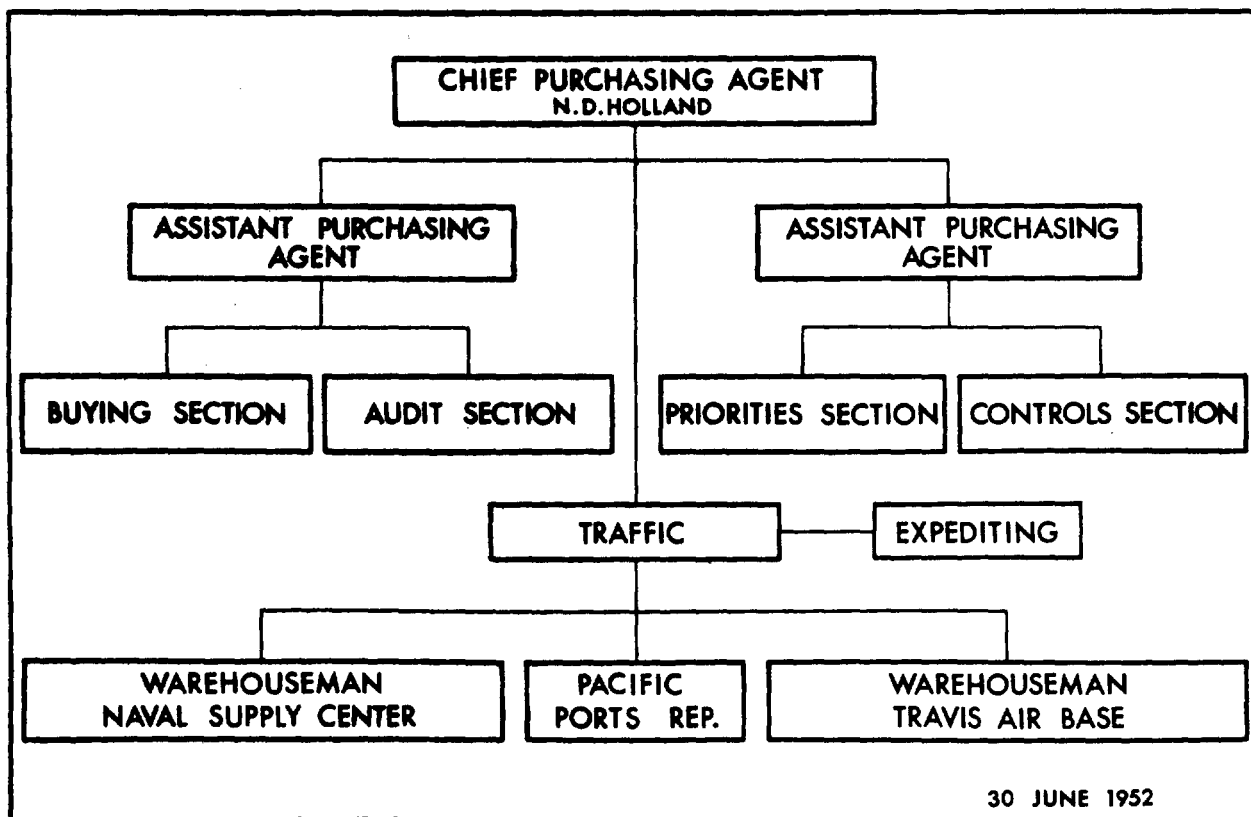 CHIEF PURCHASING AGENT
N.D.HOLLAND
ASSISTANT PURCHASING
AGENT
ASSISTANT PURCHASING
AGENT
BUYING SECTION
AUDIT SECTION
PRIORITIES SECTION
CONTROLS SECTION
TRAFFIC
EXPEDITING
WAREHOUSEMAN
NAVAL SUPPLY CENTER
PACIFIC
PORTS REP.
WAREHOUSEMAN
TRAVIS AIR BASE
30 JUNE 1952